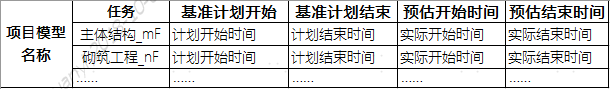 任务 基准计划开始 基准计划结束 预估开始时间 预估结束时间
项目模型名称
主体结构_mF 计划开始时间 计划结束时间 实际开始时间 实际结束时间
砌筑工程_nF 计划开始时间 计划结束时间 实际开始时间 实际结束时间
…… …… …… …… ……